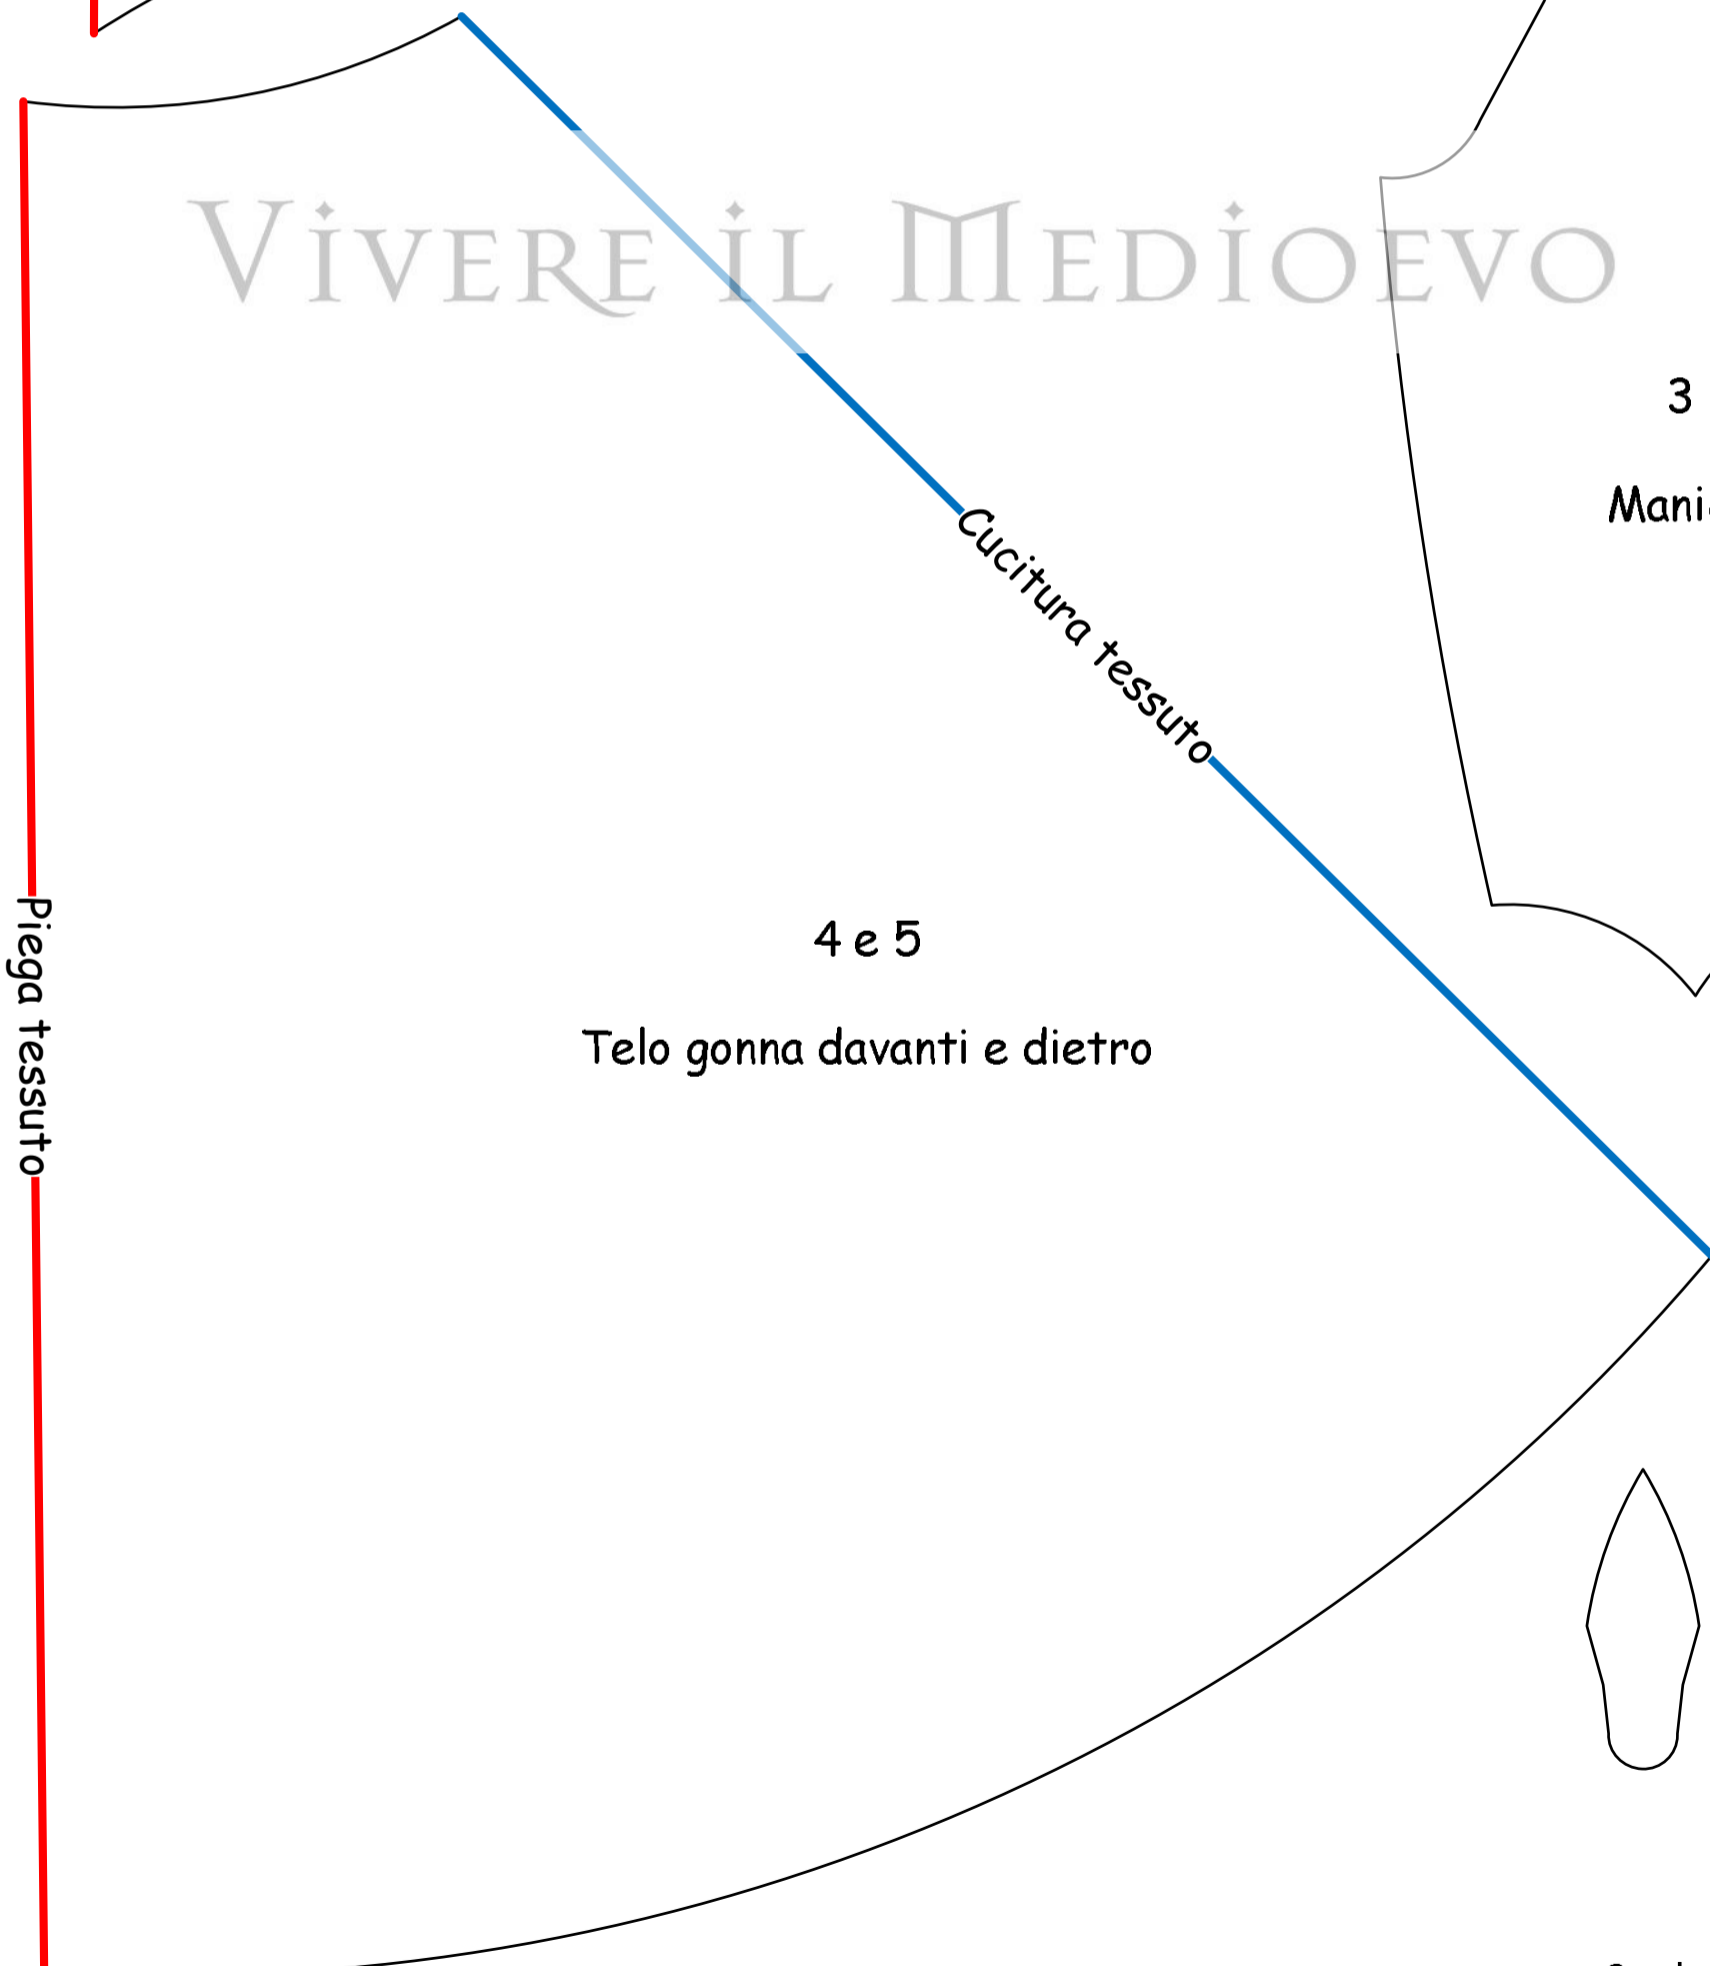 Vivere il Medioevo
3
Cucitura tessuto
Piega tessuto
4 e 5
Telo gonna davanti e dietro